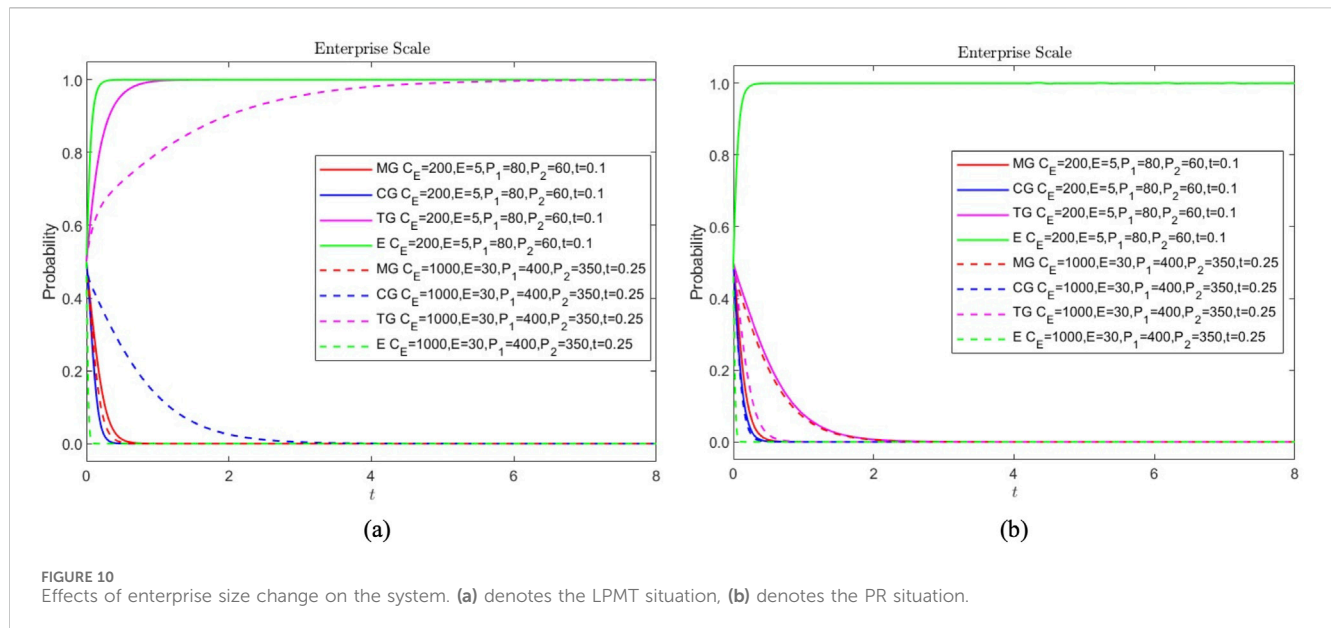 Enterprise Scale
1.0
0.8
0.6
0.4
0.2
0.0
Probability
MG C_E=200,E=5,P_1=80,P_2=60,t=0.1
CG C_E=200,E=5,P_1=80,P_2=60,t=0.1
TG C_E=200,E=5,P_1=80,P_2=60,t=0.1
E C_E=200,E=5,P_1=80,P_2=60,t=0.1
MG C_E=1000,E=30,P_1=400,P_2=350,t=0.25
CG C_E=1000,E=30,P_1=400,P_2=350,t=0.25
TG C_E=1000,E=30,P_1=400,P_2=350,t=0.25
E C_E=1000,E=30,P_1=400,P_2=350,t=0.25
0 2 4 6 8
t
(a)
Enterprise Scale
1.0
0.8
0.6
0.4
0.2
0.0
Probability
MG C_E=200,E=5,P_1=80,P_2=60,t=0.1
CG C_E=200,E=5,P_1=80,P_2=60,t=0.1
TG C_E=200,E=5,P_1=80,P_2=60,t=0.1
E C_E=200,E=5,P_1=80,P_2=60,t=0.1
MG C_E=1000,E=30,P_1=400,P_2=350,t=0.25
CG C_E=1000,E=30,P_1=400,P_2=350,t=0.25
TG C_E=1000,E=30,P_1=400,P_2=350,t=0.25
E C_E=1000,E=30,P_1=400,P_2=350,t=0.25
0 2 4 6 8
t
(b)
FIGURE 10
Effects of enterprise size change on the system. (a) denotes the LPMT situation, (b) denotes the PR situation.